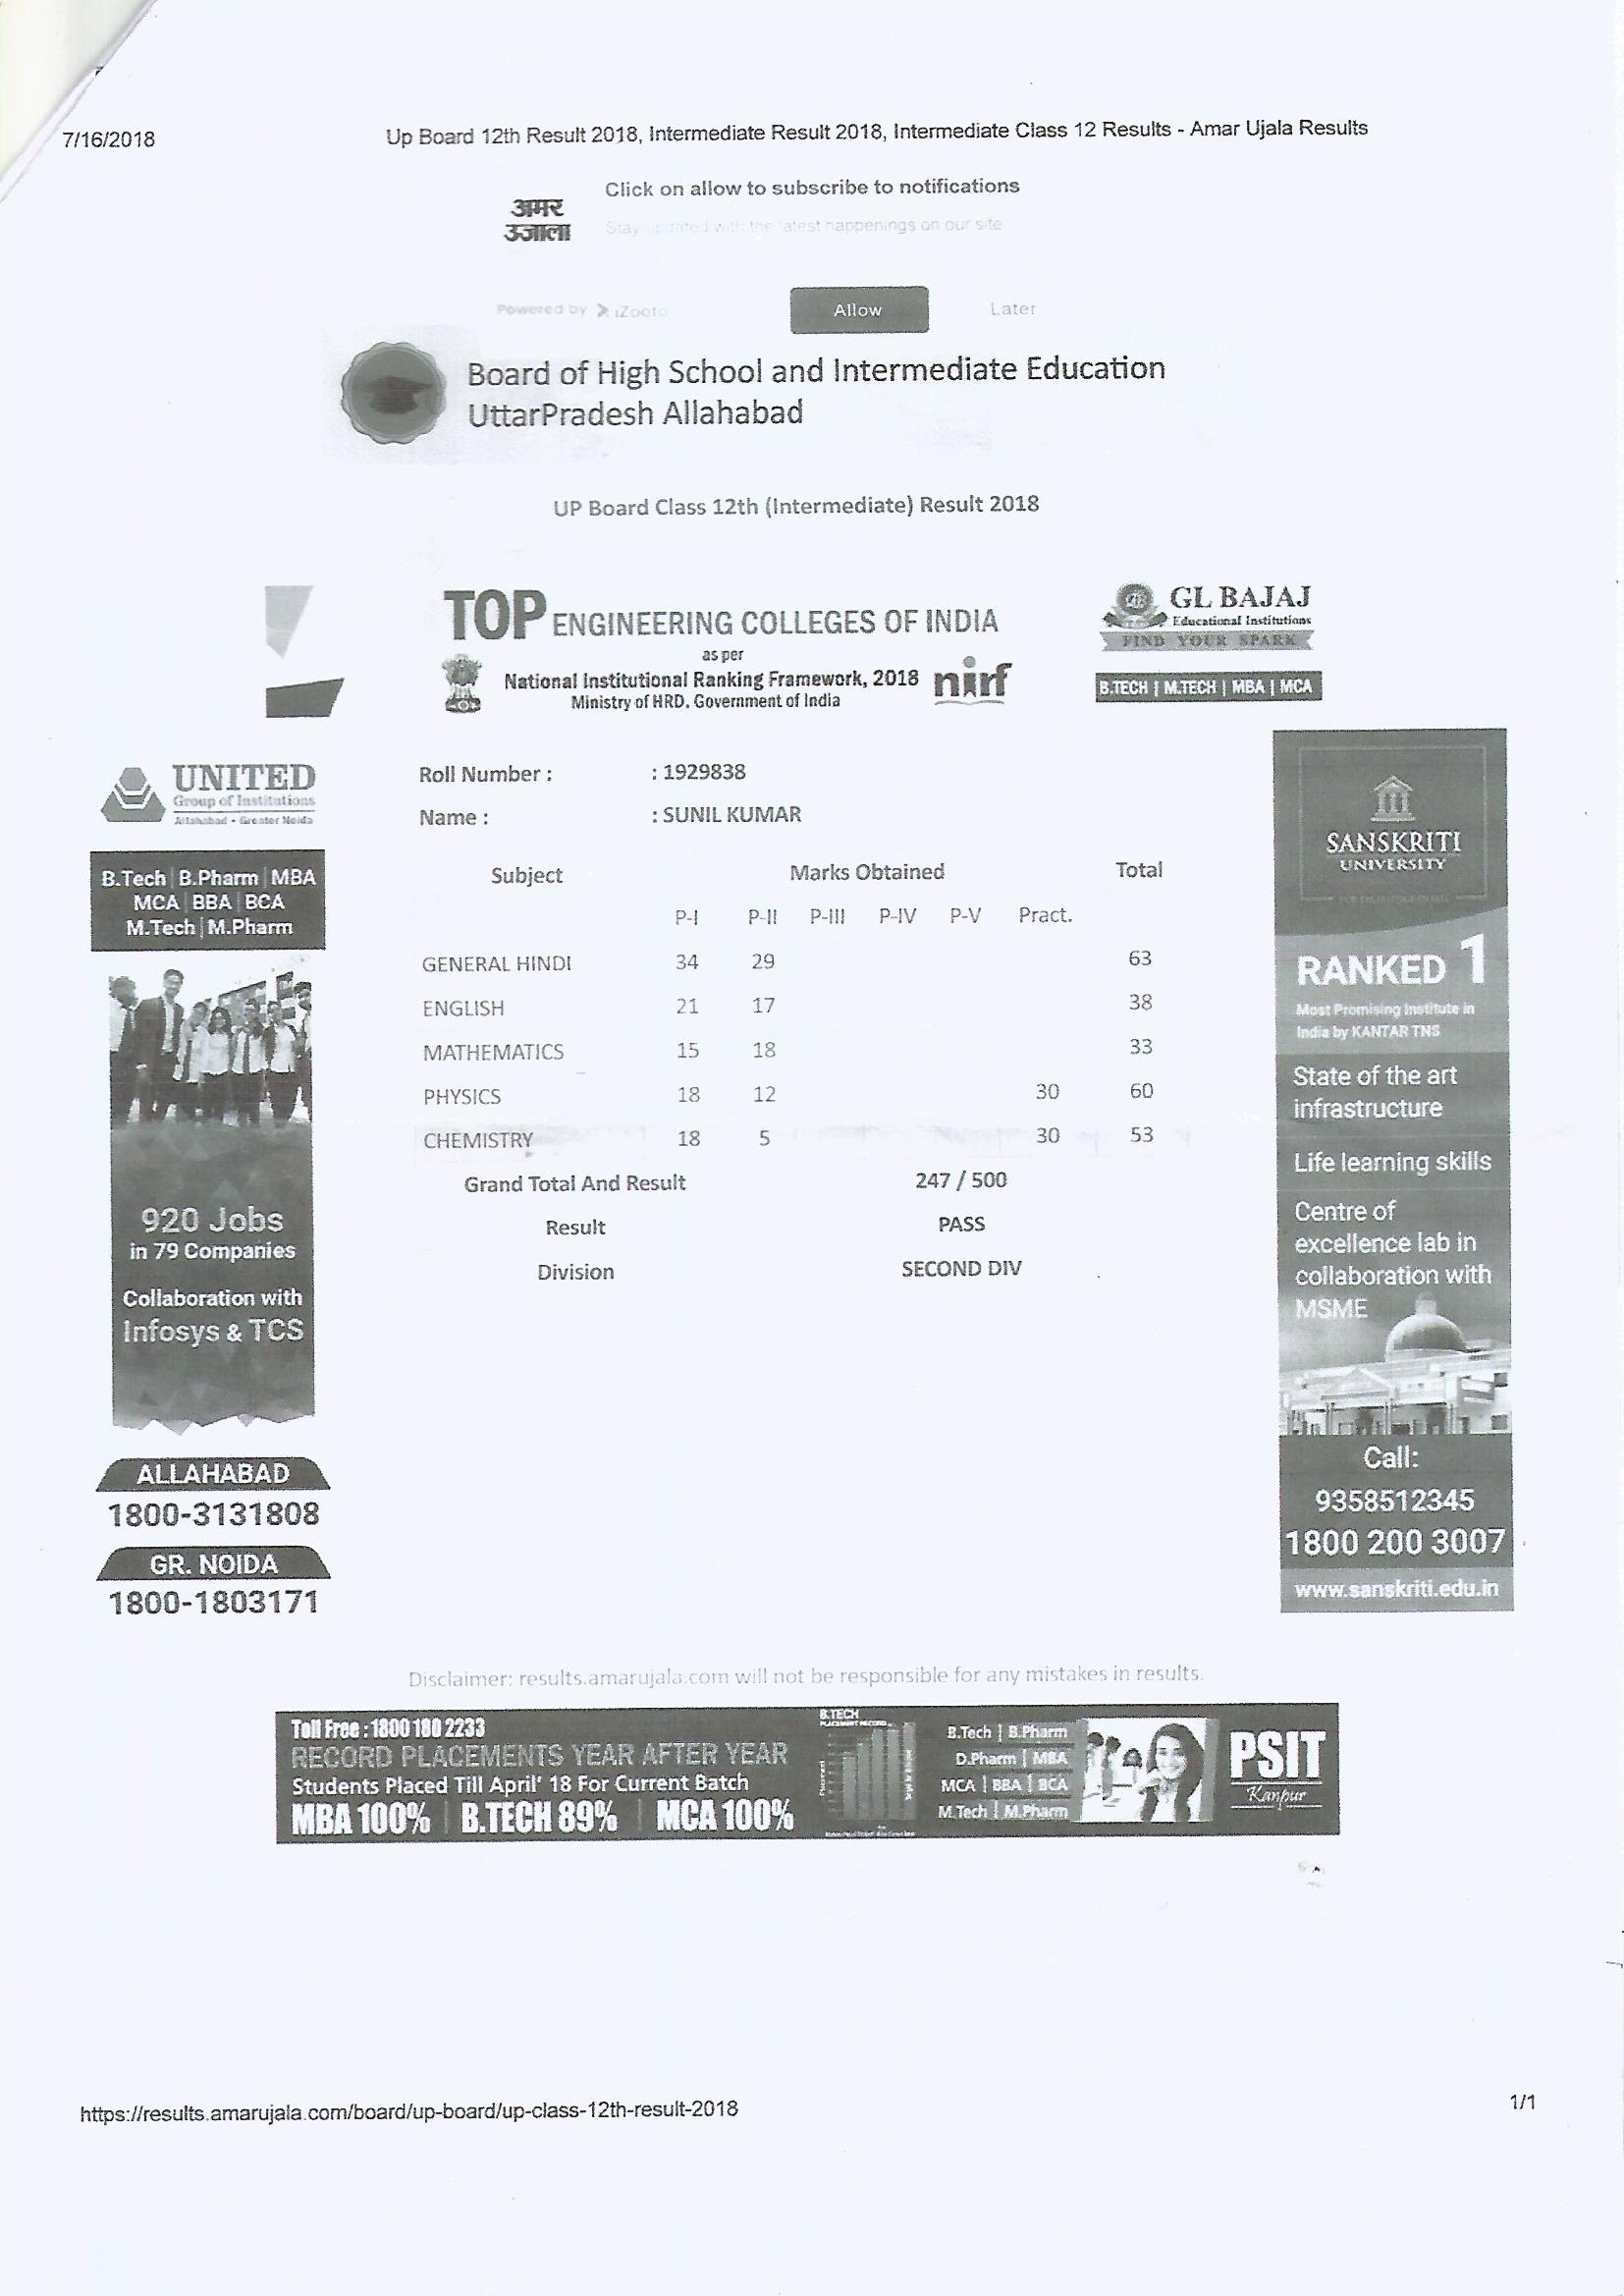 7/16/2018
Up Board 12th Result 2018, Intermediate Result 2018, Intermediate Class 12 Results - Amar Ujala Results
Click on allow to subscribe to notifications
अमर
उजाला
Stay updated with the latest happenings on our site
Powered by iZooto
Allow
Later
Board of High School and Intermediate Education
UttarPradesh Allahabad
UP Board Class 12th (Intermediate) Result 2018
TOP ENGINEERING COLLEGES OF INDIA
as per
National Institutional Ranking Framework, 2018
Ministry of HRD. Government of India
nirf
GL BAJAJ
Educational Institutions
FIND YOUR SPARK
B.TECH | M.TECH | MBA | MCA
UNITED
Group of Institutions
Allahabad • Greater Noida
B.Tech | B.Pharm | MBA
MCA | BBA | BCA
M.Tech | M.Pharm
920 Jobs
in 79 Companies
Collaboration with
Infosys & TCS
ALLAHABAD
1800-3131808
GR. NOIDA
1800-1803171
Roll Number : : 1929838
Name : : SUNIL KUMAR
Subject Marks Obtained Total
P-I P-II P-III P-IV P-V Pract.
GENERAL HINDI 34 29 63
ENGLISH 21 17 38
MATHEMATICS 15 18 33
PHYSICS 18 12 30 60
CHEMISTRY 18 5 30 53
Grand Total And Result 247 / 500
Result PASS
Division SECOND DIV
SANSKRITI
UNIVERSITY
RANKED 1
Most Promising Institute in
India by KANTAR TNS
State of the art
infrastructure
Life learning skills
Centre of
excellence lab in
collaboration with
MSME
Call:
9358512345
1800 200 3007
www.sanskriti.edu.in
Disclaimer: results.amarujala.com will not be responsible for any mistakes in results.
Toll Free : 1800 180 2233
RECORD PLACEMENTS YEAR AFTER YEAR
Students Placed Till April' 18 For Current Batch
MBA 100% | B.TECH 89% | MCA 100%
B.TECH
PLACEMENT RECORD
B.Tech | B.Pharm
D.Pharm | MBA
MCA | BBA | BCA
M.Tech | M.Pharm
PSIT
Kanpur
https://results.amarujala.com/board/up-board/up-class-12th-result-2018
1/1